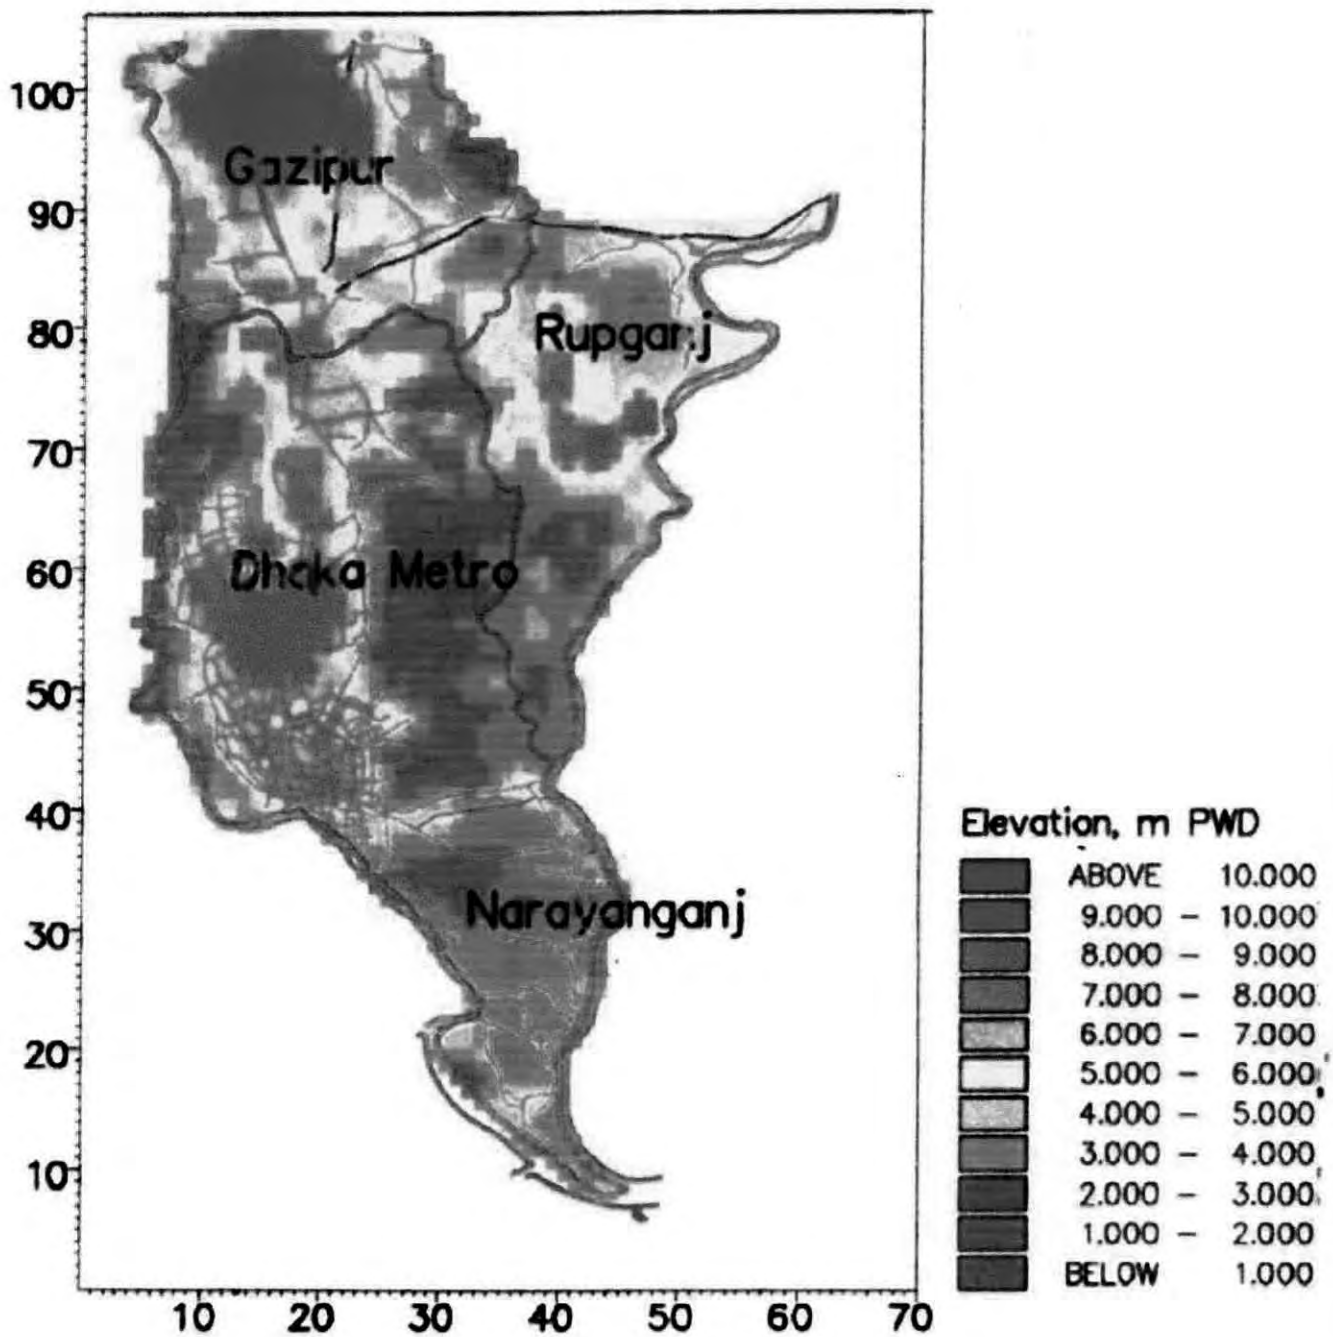 100
90
80
70
60
50
40
30
20
10
10 20 30 40 50 60 70
Gazipur
Rupganj
Dhaka Metro
Narayanganj
Elevation, m PWD
ABOVE 10.000
9.000 – 10.000
8.000 – 9.000
7.000 – 8.000
6.000 – 7.000
5.000 – 6.000
4.000 – 5.000
3.000 – 4.000
2.000 – 3.000
1.000 – 2.000
BELOW 1.000